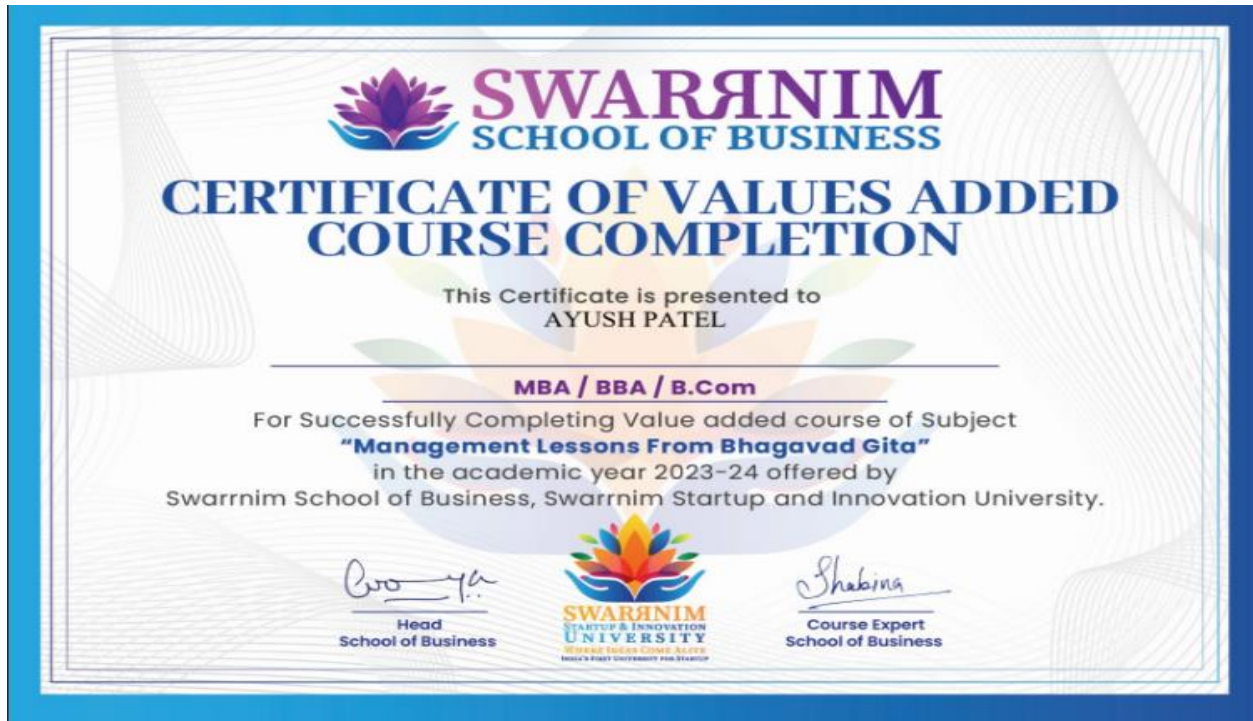 SWARЯNIM
SCHOOL OF BUSINESS
CERTIFICATE OF VALUES ADDED
COURSE COMPLETION
This Certificate is presented to
AYUSH PATEL
MBA / BBA / B.Com
For Successfully Completing Value added course of Subject
“Management Lessons From Bhagavad Gita”
in the academic year 2023-24 offered by
Swarrnim School of Business, Swarrnim Startup and Innovation University.
Shabina
Head
School of Business
SWARЯNIM
STARTUP & INNOVATION
UNIVERSITY
WHERE IDEAS COME ALIVE
INDIA'S FIRST UNIVERSITY FOR STARTUP
Course Expert
School of Business